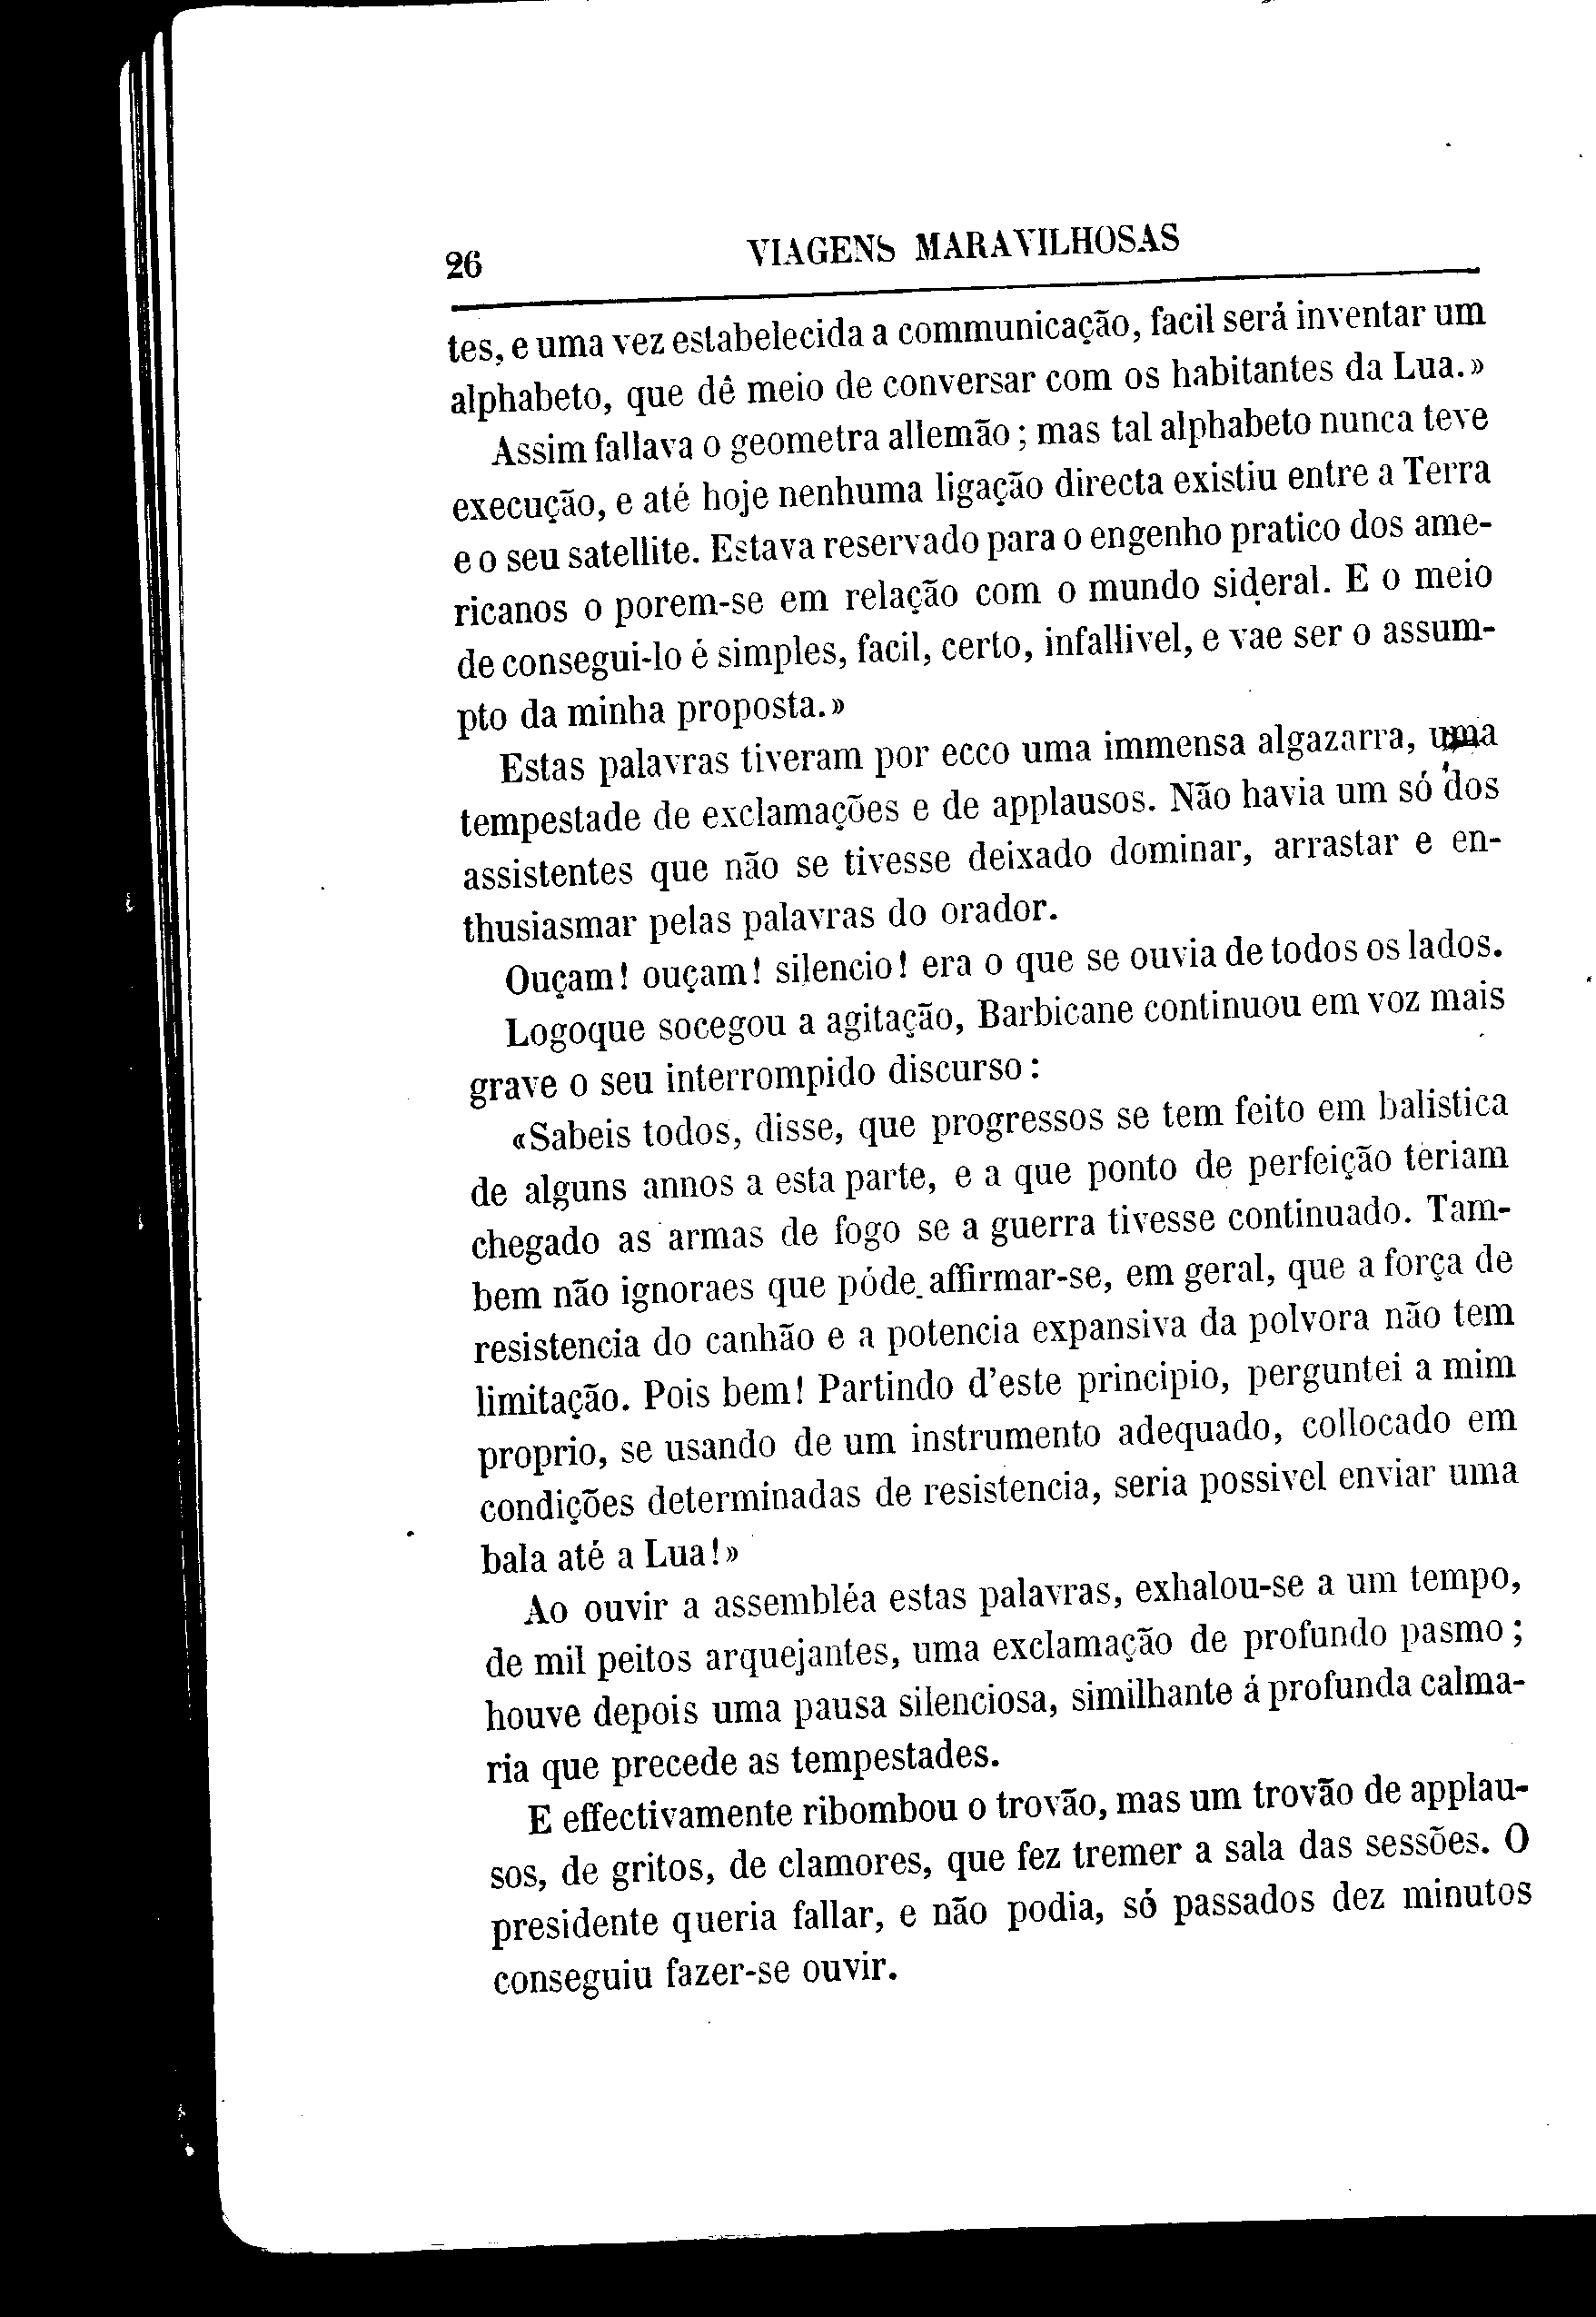 26 VIAGENS MARAVILHOSAS
tes, e uma vez estabelecida a communicação, facil será inventar um
alphabeto, que dê meio de conversar com os habitantes da Lua.»
Assim fallava o geometra allemão; mas tal alphabeto nunca teve
execução, e até hoje nenhuma ligação directa existiu entre a Terra
e o seu satellite. Estava reservado para o engenho pratico dos ame-
ricanos o porem-se em relação com o mundo sideral. E o meio
de consegui-lo é simples, facil, certo, infallivel, e vae ser o assum-
pto da minha proposta.»
Estas palavras tiveram por ecco uma immensa algazarra, uma
tempestade de exclamações e de applausos. Não havia um só dos
assistentes que não se tivesse deixado dominar, arrastar e en-
thusiasmar pelas palavras do orador.
Ouçam! ouçam! silencio! era o que se ouvia de todos os lados.
Logoque socegou a agitação, Barbicane continuou em voz mais
grave o seu interrompido discurso:
«Sabeis todos, disse, que progressos se tem feito em balistica
de alguns annos a esta parte, e a que ponto de perfeição teriam
chegado as armas de fogo se a guerra tivesse continuado. Tam-
bem não ignoraes que póde affirmar-se, em geral, que a força de
resistencia do canhão e a potencia expansiva da polvora não tem
limitação. Pois bem! Partindo d'este principio, perguntei a mim
proprio, se usando de um instrumento adequado, collocado em
condições determinadas de resistencia, seria possivel enviar uma
bala até a Lua!»
Ao ouvir a assembléa estas palavras, exhalou-se a um tempo,
de mil peitos arquejantes, uma exclamação de profundo pasmo;
houve depois uma pausa silenciosa, similhante á profunda calma-
ria que precede as tempestades.
E effectivamente ribombou o trovão, mas um trovão de applau-
sos, de gritos, de clamores, que fez tremer a sala das sessões. O
presidente queria fallar, e não podia, só passados dez minutos
conseguiu fazer-se ouvir.